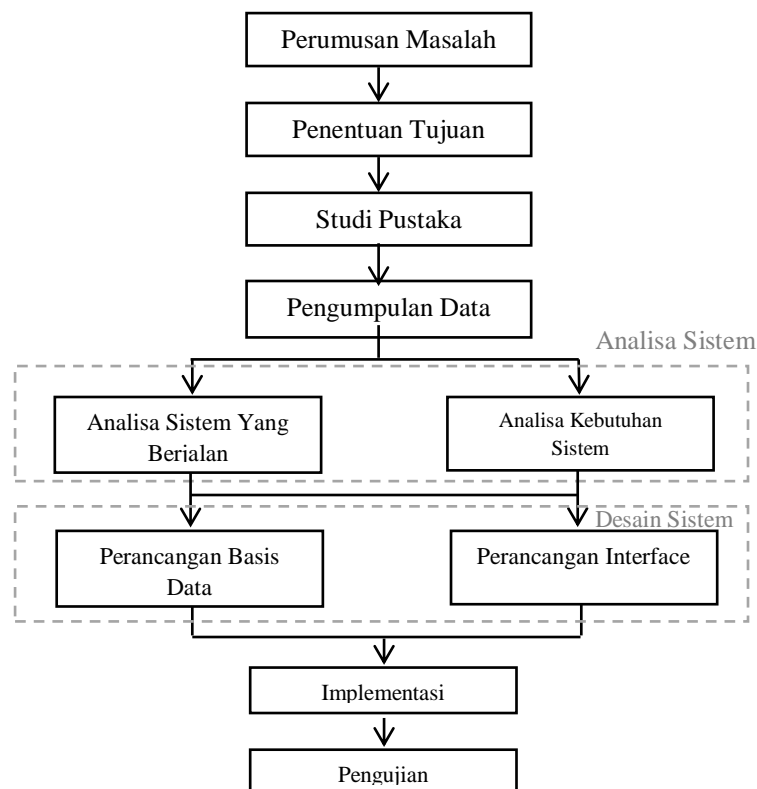 Perumusan Masalah
Penentuan Tujuan
Studi Pustaka
Pengumpulan Data
Analisa Sistem
Analisa Sistem Yang
Berjalan
Analisa Kebutuhan
Sistem
Desain Sistem
Perancangan Basis
Data
Perancangan Interface
Implementasi
Pengujian